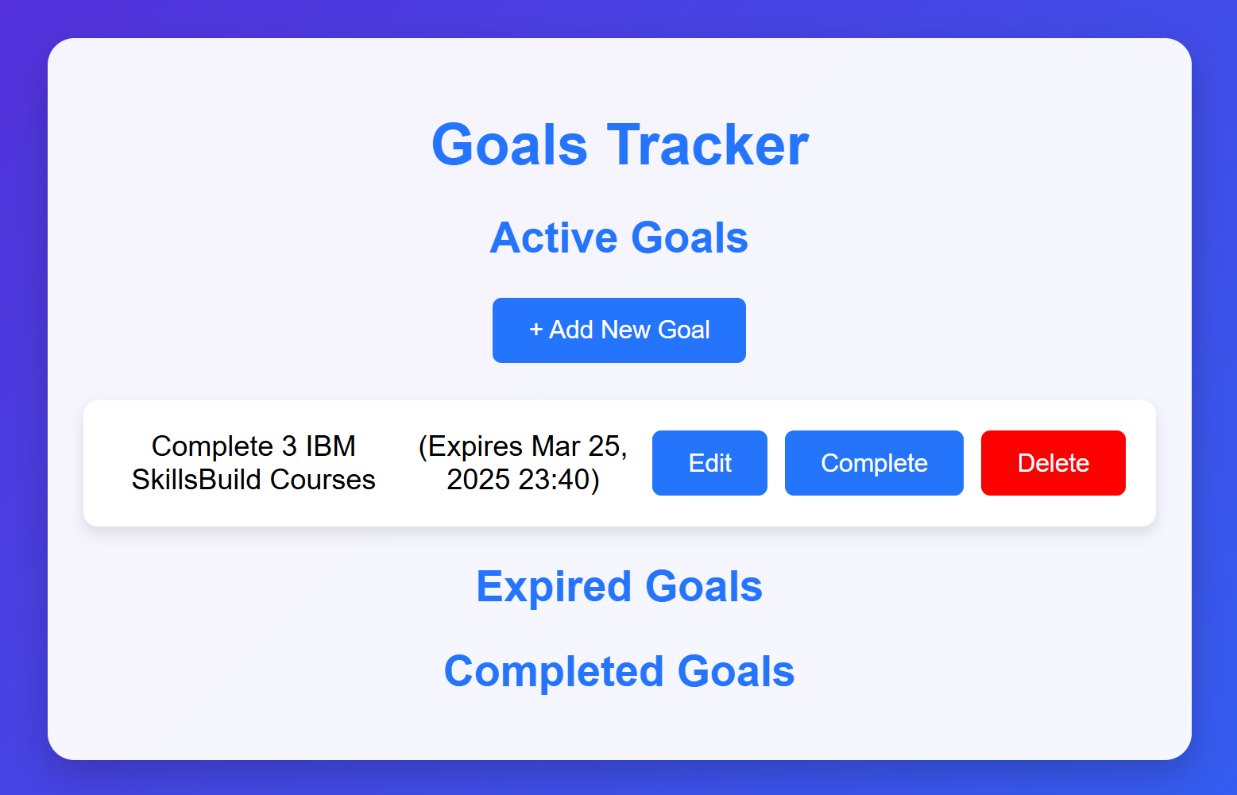 Goals Tracker
Active Goals
+ Add New Goal
Complete 3 IBM
SkillsBuild Courses
(Expires Mar 25,
2025 23:40)
Edit
Complete
Delete
Expired Goals
Completed Goals